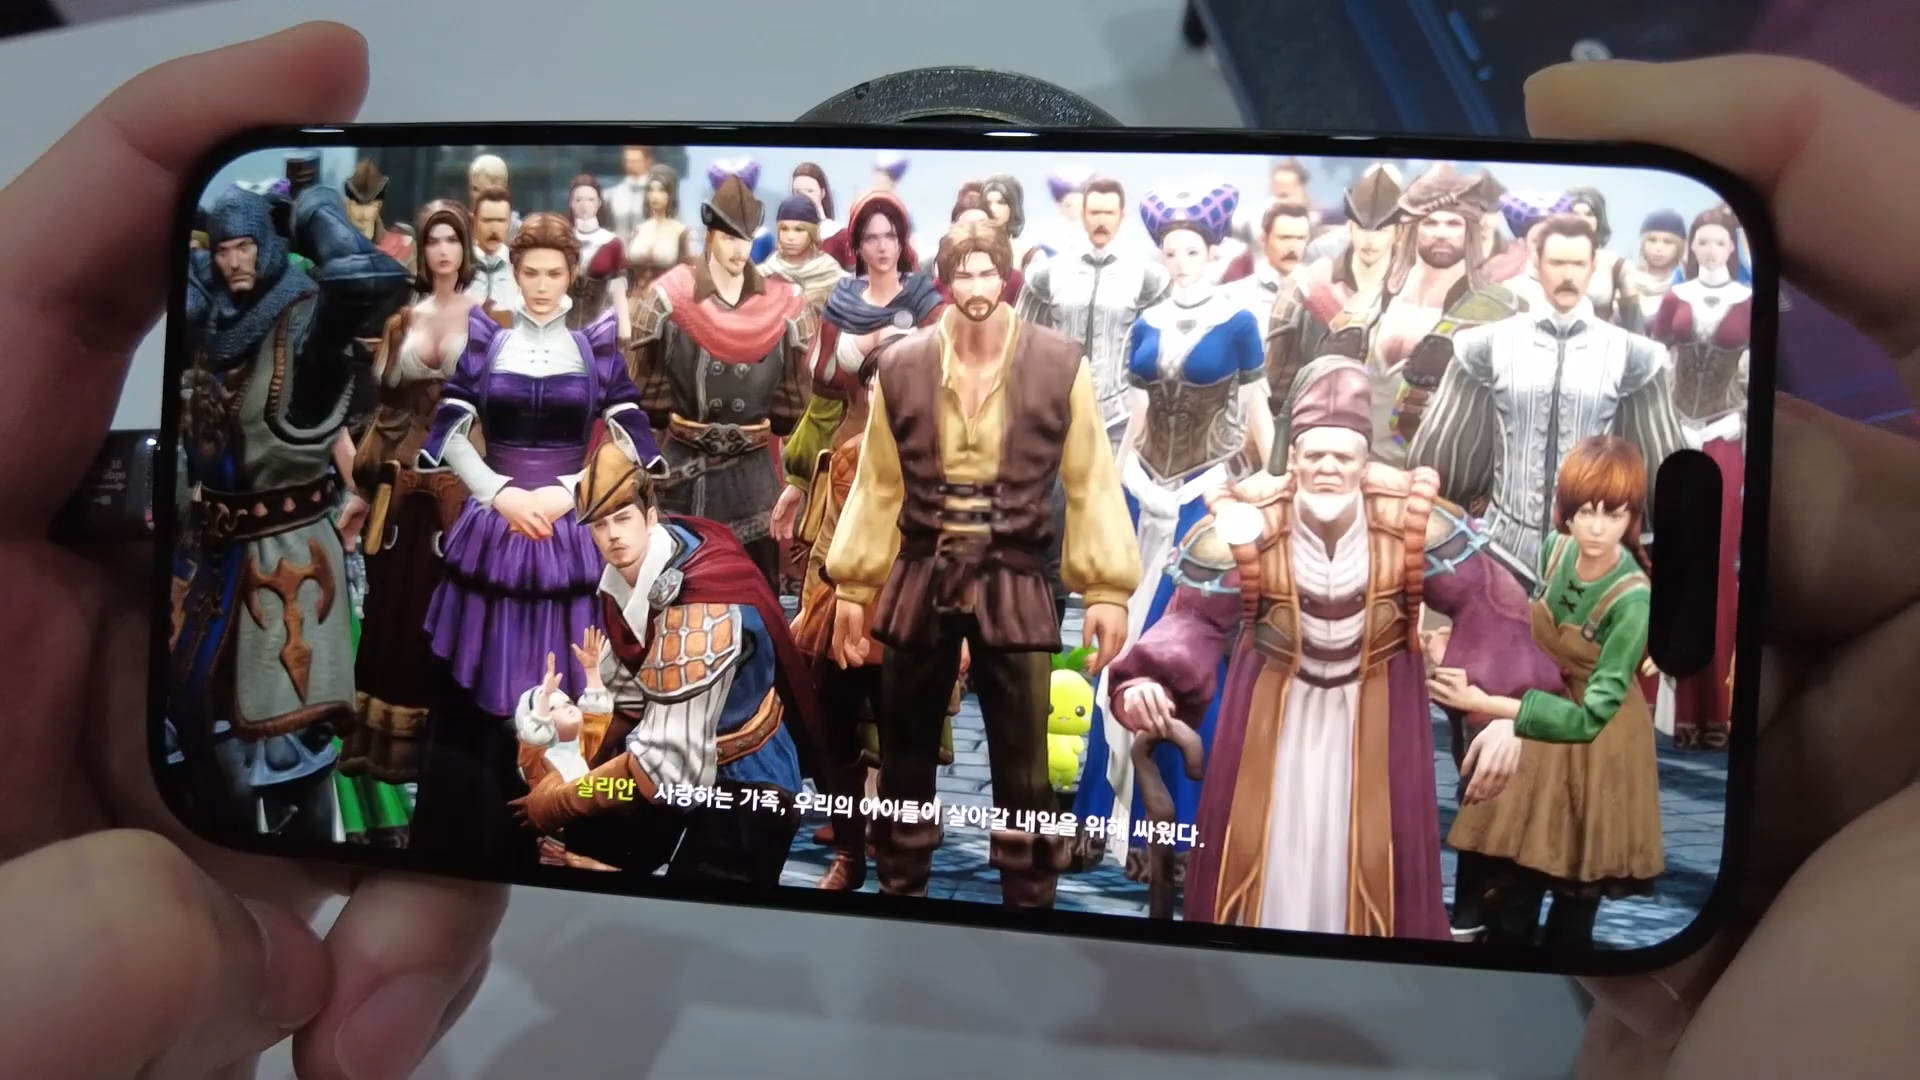 실리안 사랑하는 가족, 우리의 아이들이 살아갈 내일을 위해 싸웠다.